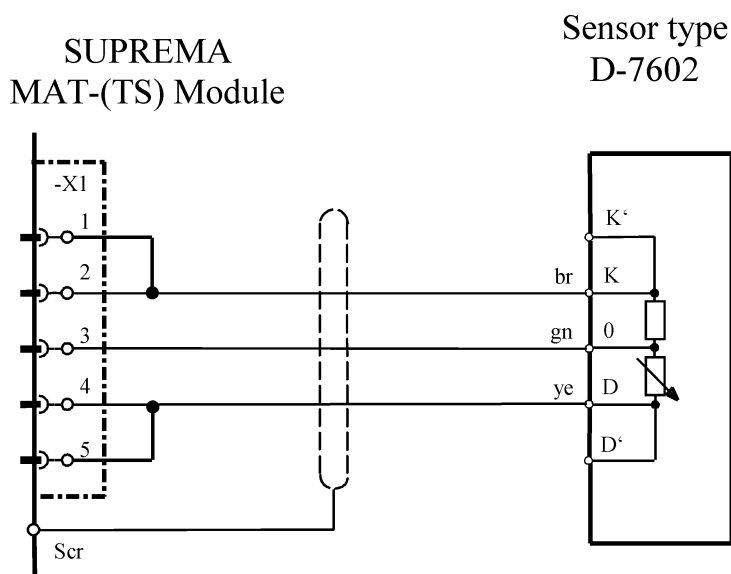 Sensor type
D-7602
SUPREMA
MAT-(TS) Module
-X1
1
2
3
4
5
Scr
br
gn
ye
K‘
K
0
D
D‘